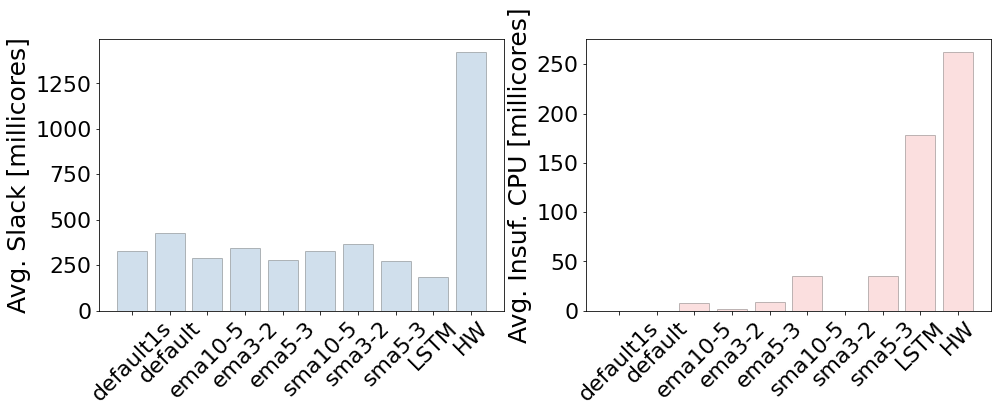 Avg. Slack [millicores]
1250
1000
750
500
250
0
default1s
default
ema10-5
ema3-2
ema5-3
sma10-5
sma3-2
sma5-3
LSTM
HW
Avg. Insuf. CPU [millicores]
250
200
150
100
50
0
default1s
default
ema10-5
ema3-2
ema5-3
sma10-5
sma3-2
sma5-3
LSTM
HW